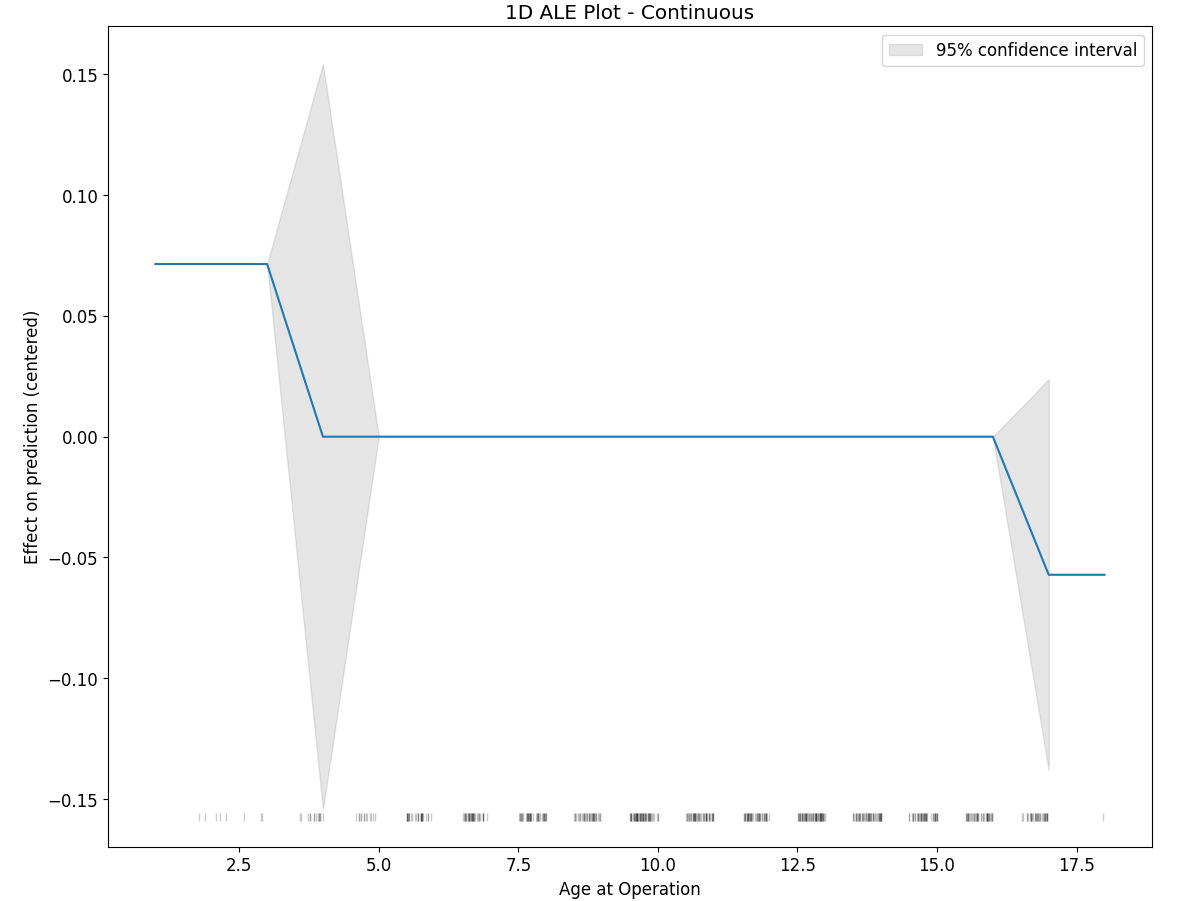 1D ALE Plot - Continuous
95% confidence interval
0.15
0.10
0.05
0.00
−0.05
−0.10
−0.15
Effect on prediction (centered)
2.5 5.0 7.5 10.0 12.5 15.0 17.5
Age at Operation